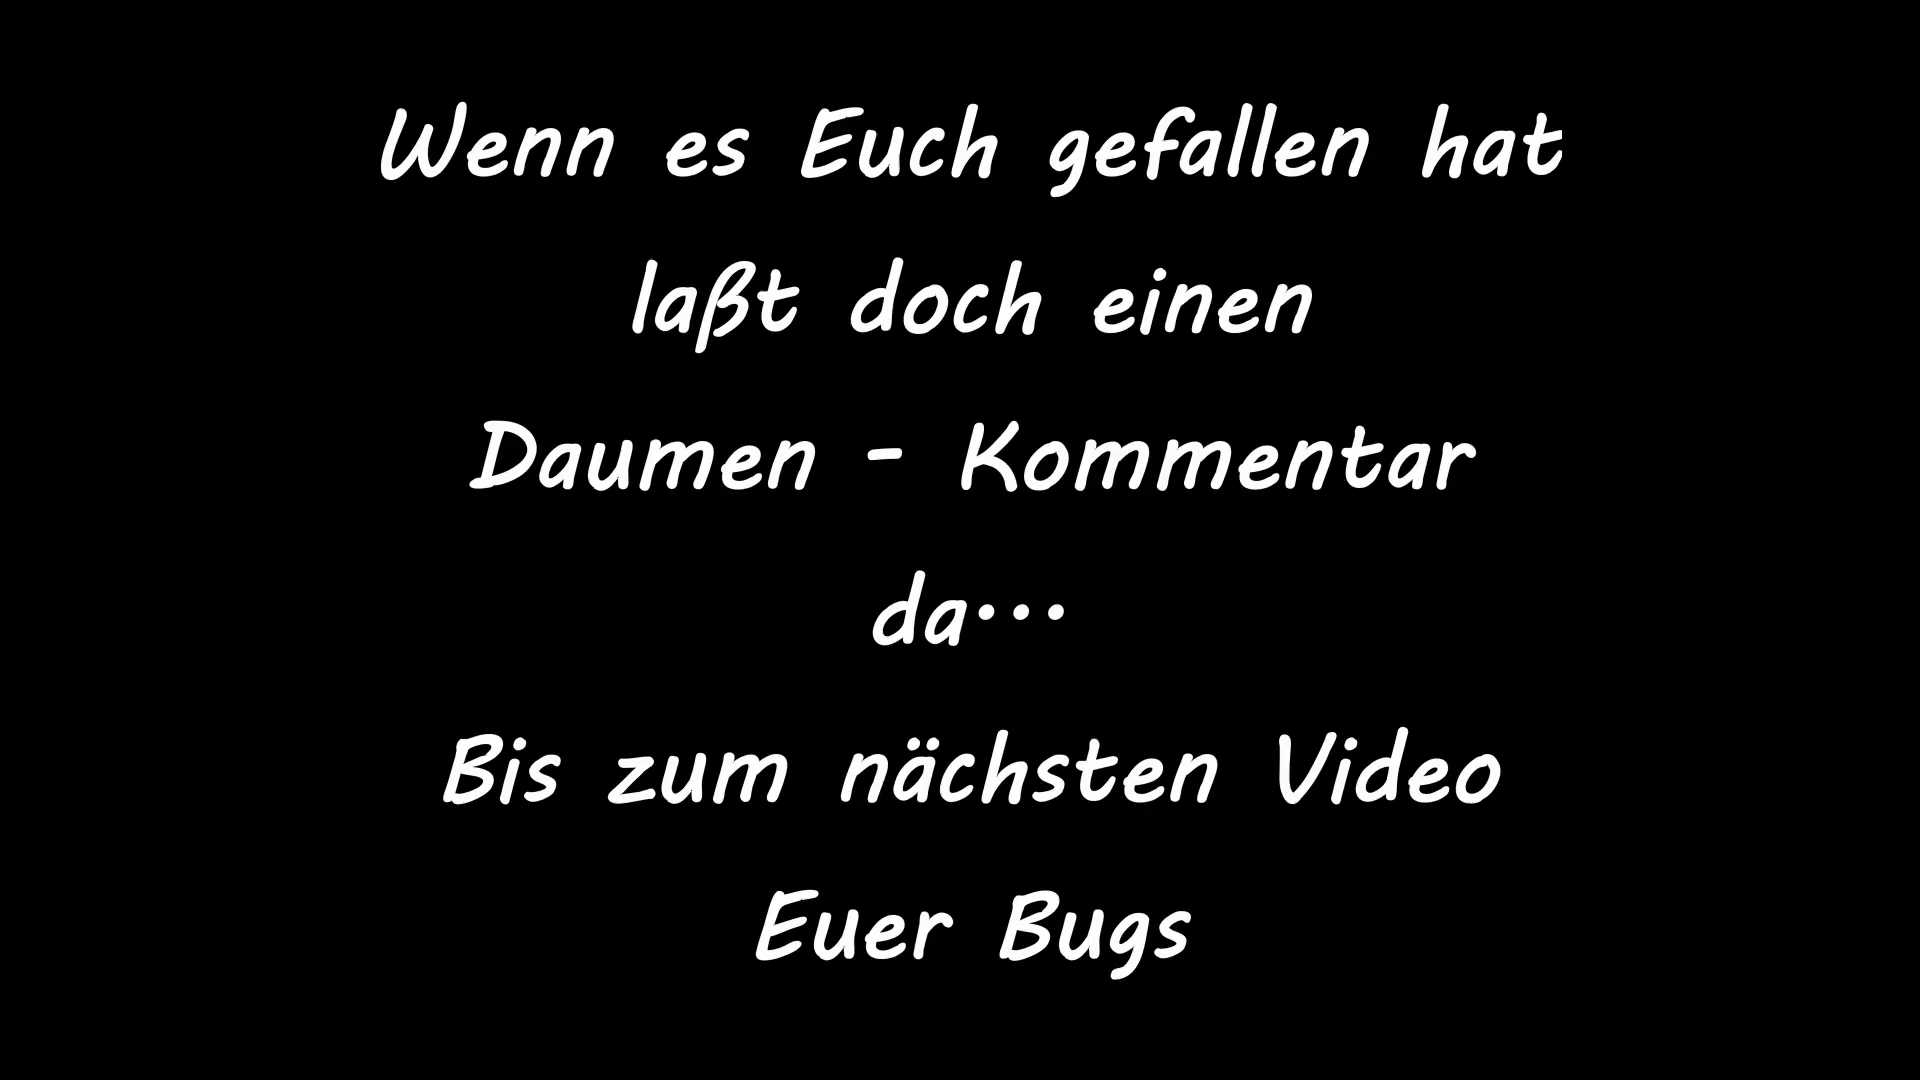 Wenn es Euch gefallen hat
laßt doch einen
Daumen - Kommentar
da...
Bis zum nächsten Video
Euer Bugs